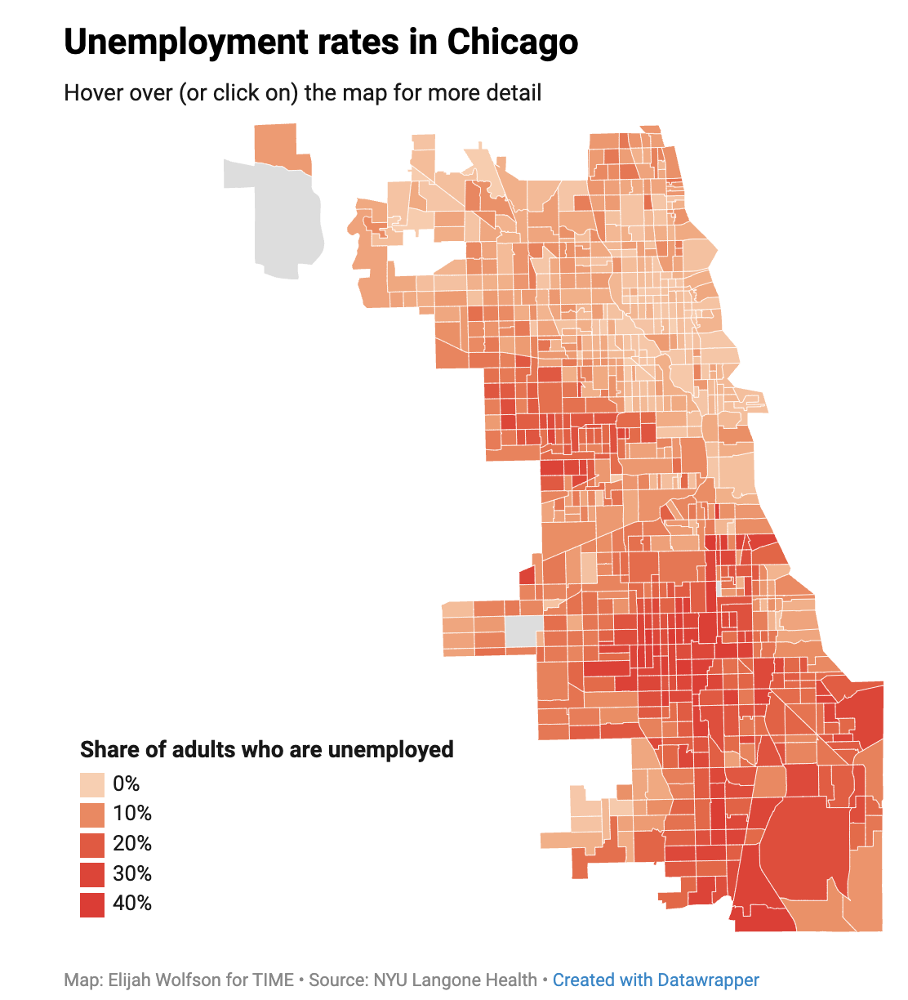 Unemployment rates in Chicago
Hover over (or click on) the map for more detail
Share of adults who are unemployed
0%
10%
20%
30%
40%
Map: Elijah Wolfson for TIME • Source: NYU Langone Health • Created with Datawrapper